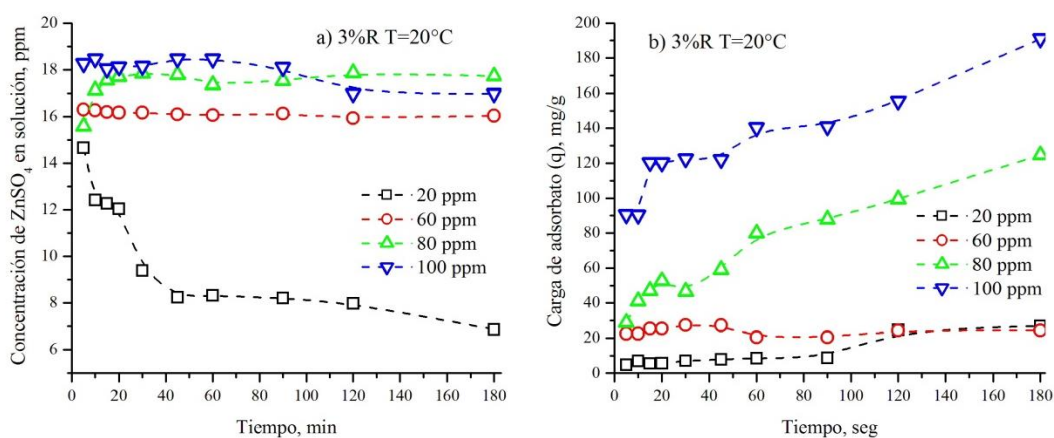 a) 3%R T=20°C
Concentración de ZnSO4 en solución, ppm
20
18
16
14
12
10
8
6
20 ppm
60 ppm
80 ppm
100 ppm
0 20 40 60 80 100 120 140 160 180
Tiempo, min
b) 3%R T=20°C
Carga de adsorbato (q), mg/g
200
180
160
140
120
100
80
60
40
20
0
20 ppm
60 ppm
80 ppm
100 ppm
0 20 40 60 80 100 120 140 160 180
Tiempo, seg